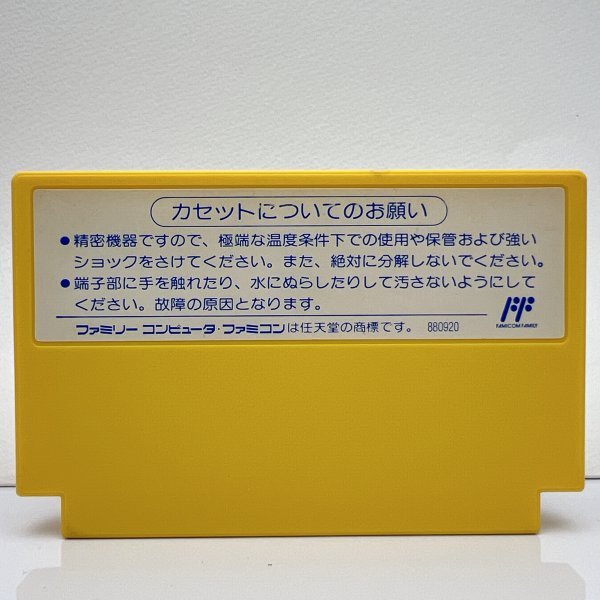 カセットについてのお願い
●精密機器ですので、極端な温度条件下での使用や保管および強い
ショックをさけてください。また、絶対に分解しないでください。
●端子部に手を触れたり、水にぬらしたりして汚さないようにして
ください。故障の原因となります。
FAMICOM FAMILY
ファミリー コンピュータ・ファミコンは任天堂の商標です。 880920